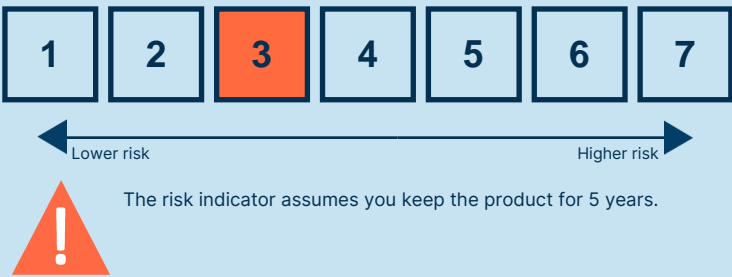 1 2 3 4 5 6 7
Lower risk Higher risk
The risk indicator assumes you keep the product for 5 years.
!